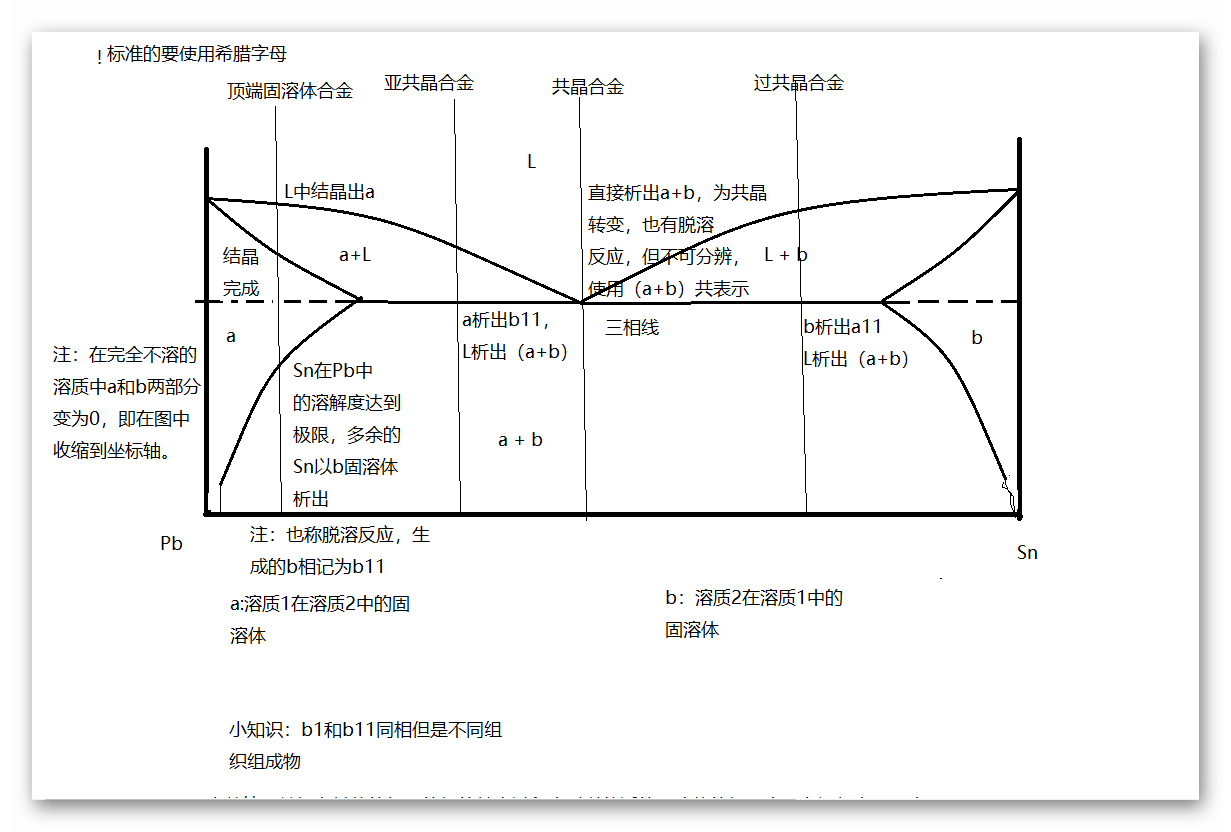 ！标准的要使用希腊字母
顶端固溶体合金
亚共晶合金
共晶合金
过共晶合金
L
L中结晶出a
直接析出a+b，为共晶
转变，也有脱溶
反应，但不可分辨，
使用（a+b）共表示
结晶
完成
a+L
L + b
a
a析出b11，
L析出（a+b）
三相线
b析出a11
L析出（a+b）
b
注：在完全不溶的
溶质中a和b两部分
变为0，即在图中
收缩到坐标轴。
Sn在Pb中
的溶解度达到
极限，多余的
Sn以b固溶体
析出
a + b
Pb
注：也称脱溶反应，生
成的b相记为b11
Sn
a:溶质1在溶质2中的固
溶体
b：溶质2在溶质1中的
固溶体
小知识：b1和b11同相但是不同组
织组成物